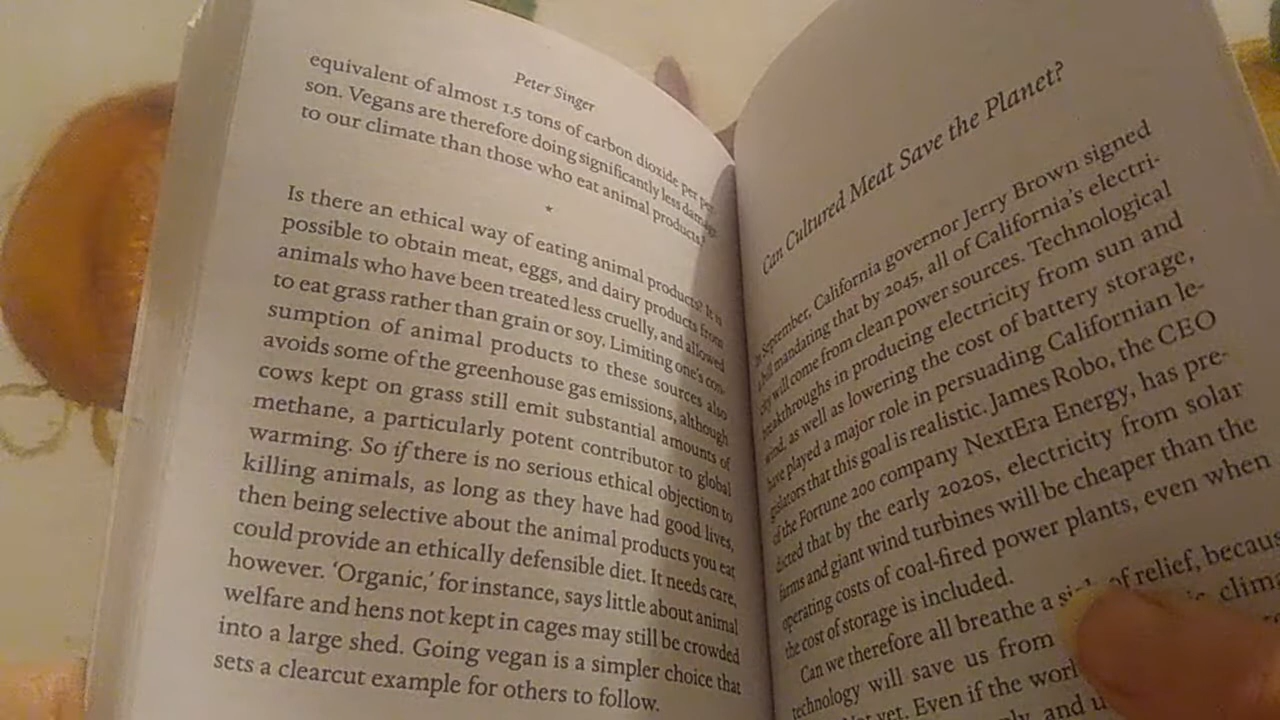 Peter Singer
equivalent of almost 1.5 tons of carbon dioxide per per-
son. Vegans are therefore doing significantly less damage
to our climate than those who eat animal products.
*
Is there an ethical way of eating animal products? It is
possible to obtain meat, eggs, and dairy products from
animals who have been treated less cruelly, and allowed
to eat grass rather than grain or soy. Limiting one's con-
sumption of animal products to these sources also
avoids some of the greenhouse gas emissions, although
cows kept on grass still emit substantial amounts of
methane, a particularly potent contributor to global
warming. So if there is no serious ethical objection to
killing animals, as long as they have had good lives,
then being selective about the animal products you eat
could provide an ethically defensible diet. It needs care,
however. ‘Organic,’ for instance, says little about animal
welfare and hens not kept in cages may still be crowded
into a large shed. Going vegan is a simpler choice that
sets a clearcut example for others to follow.
Can Cultured Meat Save the Planet?
In September, California governor Jerry Brown signed
a bill mandating that by 2045, all of California's electri-
city will come from clean power sources. Technological
breakthroughs in producing electricity from sun and
wind, as well as lowering the cost of battery storage,
have played a major role in persuading Californian le-
gislators that this goal is realistic. James Robo, the CEO
of the Fortune 200 company NextEra Energy, has pre-
dicted that by the early 2020s, electricity from solar
farms and giant wind turbines will be cheaper than the
operating costs of coal-fired power plants, even when
the cost of storage is included.
Can we therefore all breathe a sigh of relief, becaus
technology will save us from clima
yet. Even if the worl
and u